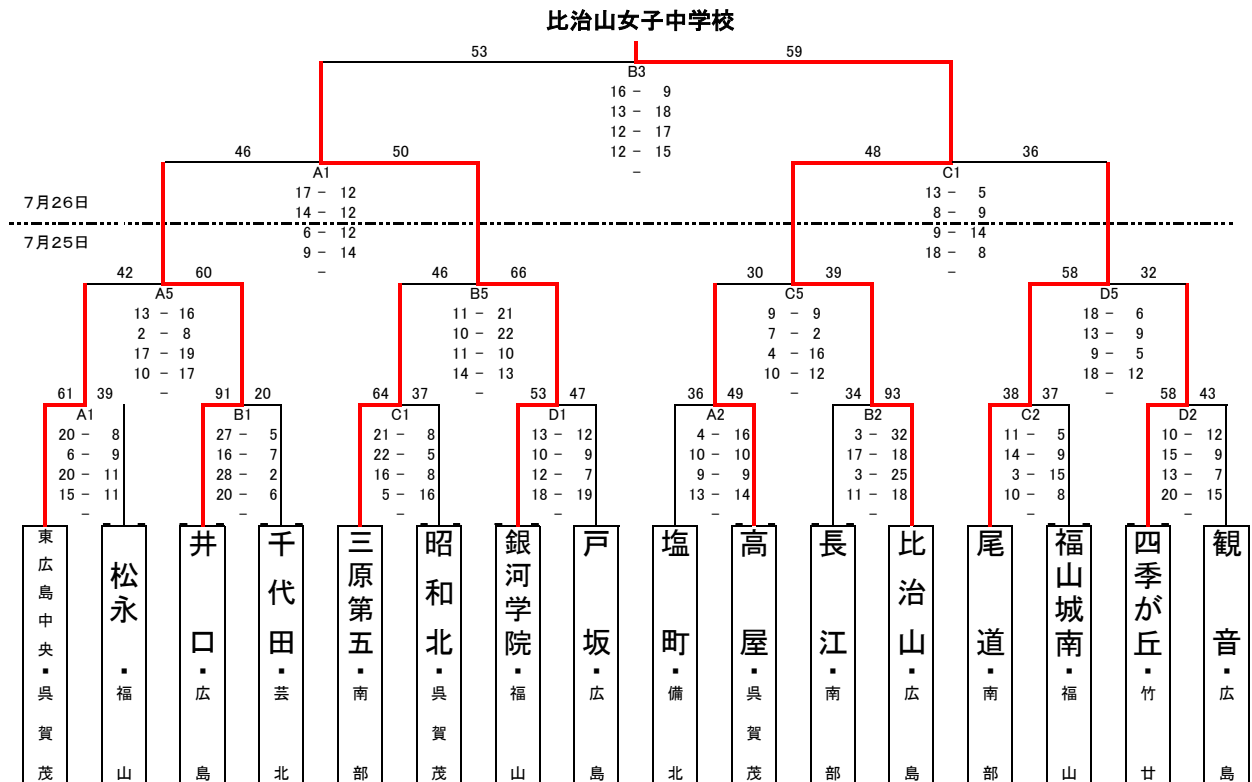 比治山女子中学校
53 59
B3
16 - 9
13 - 18
12 - 17
12 - 15
-
46 50 48 36
A1 C1
17 - 12 13 - 5
14 - 12 8 - 9
6 - 12 9 - 14
9 - 14 18 - 8
- -
7月26日
7月25日
42 60 46 66 30 39 58 32
A5 B5 C5 D5
13 - 16 11 - 21 9 - 9 18 - 6
2 - 8 10 - 22 7 - 2 13 - 9
17 - 19 11 - 10 4 - 16 9 - 5
10 - 17 14 - 13 10 - 12 18 - 12
- - - -
61 39 91 20 64 37 53 47 36 49 34 93 38 37 58 43
A1 B1 C1 D1 A2 B2 C2 D2
20 - 8 27 - 5 21 - 8 13 - 12 4 - 16 3 - 32 11 - 5 10 - 12
6 - 9 16 - 7 22 - 5 10 - 9 10 - 10 17 - 18 14 - 9 15 - 9
20 - 11 28 - 2 16 - 8 12 - 7 9 - 9 3 - 25 3 - 15 13 - 7
15 - 11 20 - 6 5 - 16 18 - 19 13 - 14 11 - 18 10 - 8 20 - 15
- - - - - - - -
東広島中央・呉賀茂
松永・福山
井口・広島
千代田・芸北
三原第五・南部
昭和北・呉賀茂
銀河学院・福山
戸坂・広島
塩町・備北
高屋・呉賀茂
長江・南部
比治山・広島
尾道・南部
福山城南・福山
四季が丘・竹廿
観音・広島